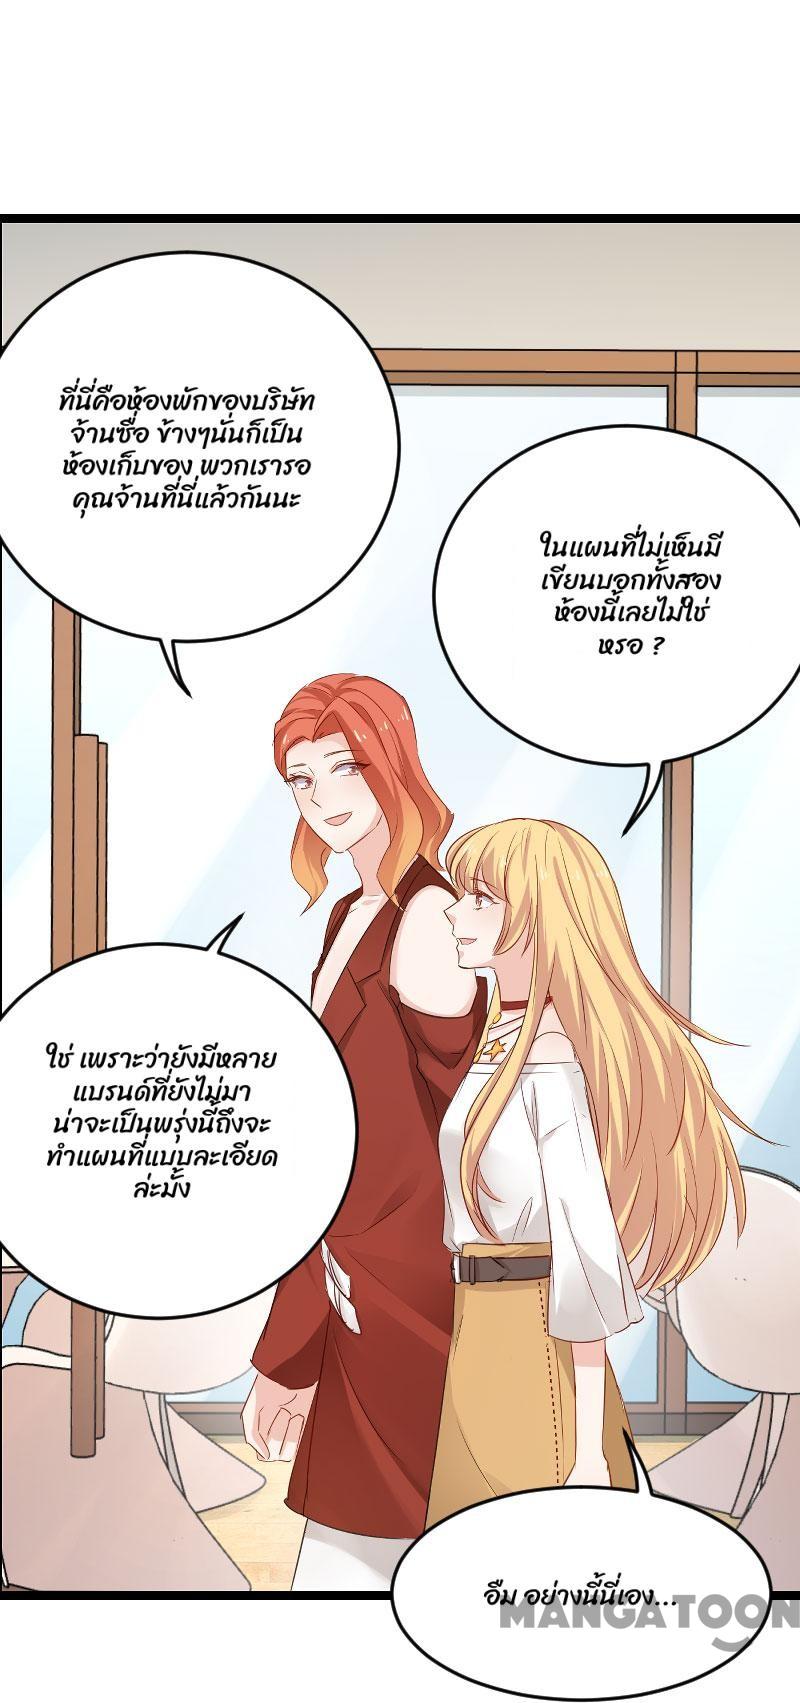 ที่นี่คือห้องพักของบริษัท
จ้านซื่อ ข้างๆนั่นก็เป็น
ห้องเก็บของ พวกเรารอ
คุณจ้านที่นี่แล้วกันนะ
ในแผนที่ไม่เห็นมี
เขียนบอกทั้งสอง
ห้องนี้เลยไม่ใช่
หรอ ?
ใช่ เพราะว่ายังมีหลาย
แบรนด์ที่ยังไม่มา
น่าจะเป็นพรุ่งนี้ถึงจะ
ทำแผนที่แบบละเอียด
ล่ะมั้ง
อืม อย่างนี้นี่เอง...
MANGATOON